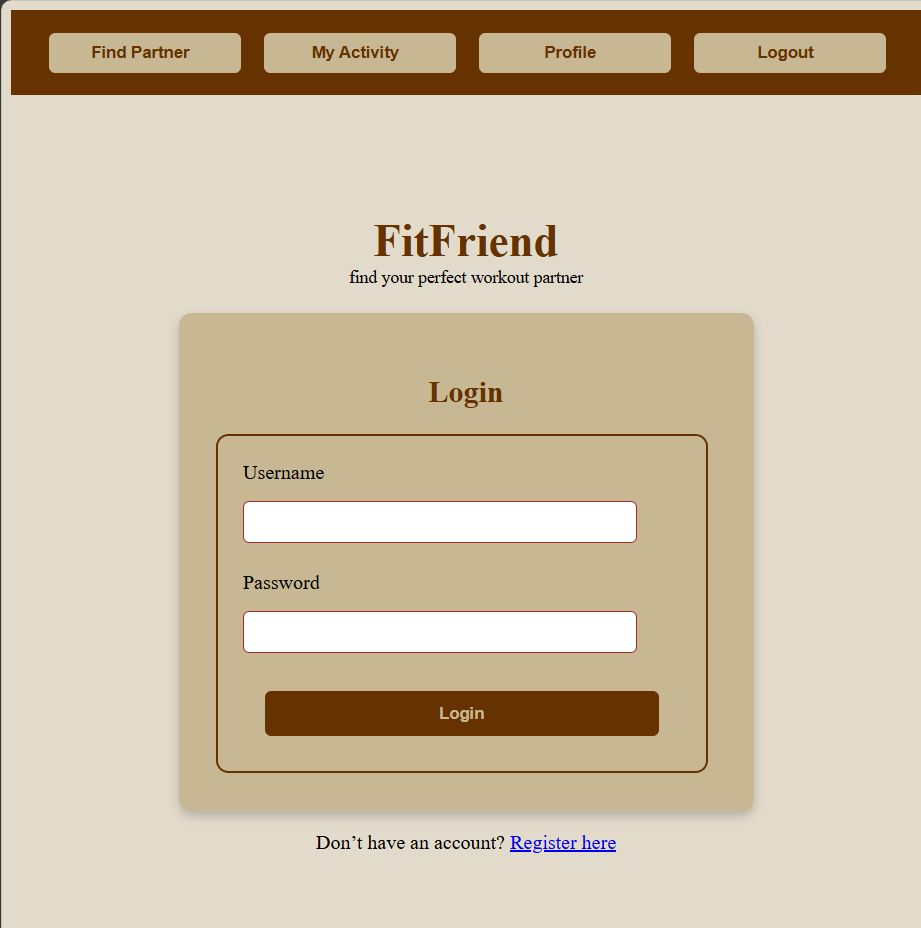 Find Partner My Activity Profile Logout
FitFriend
find your perfect workout partner
Login
Username
Password
Login
Don’t have an account? Register here